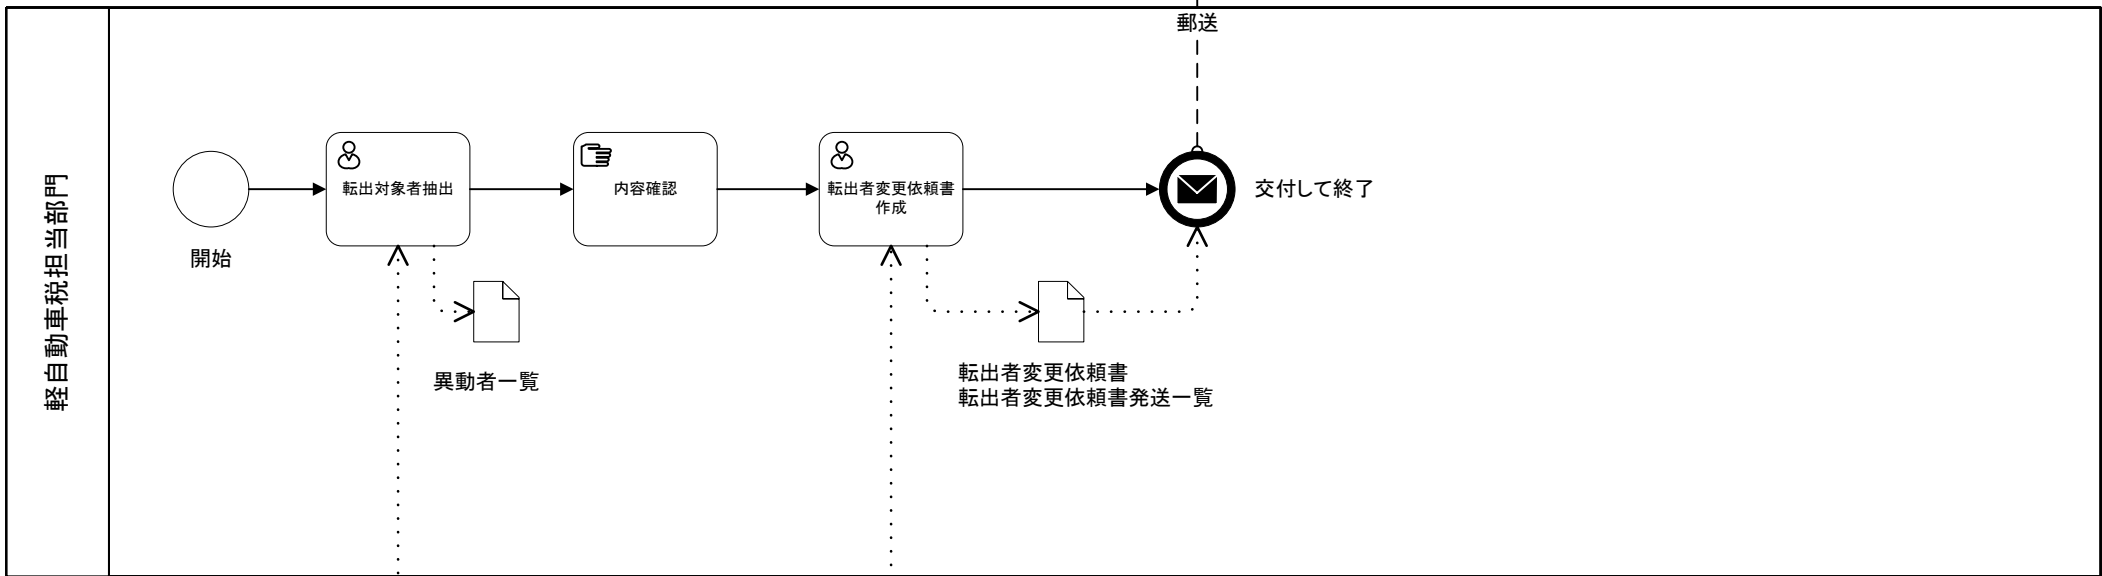 郵送
軽自動車税担当部門
転出対象者抽出
内容確認
転出者変更依頼書
作成
交付して終了
開始
異動者一覧
転出者変更依頼書
転出者変更依頼書発送一覧